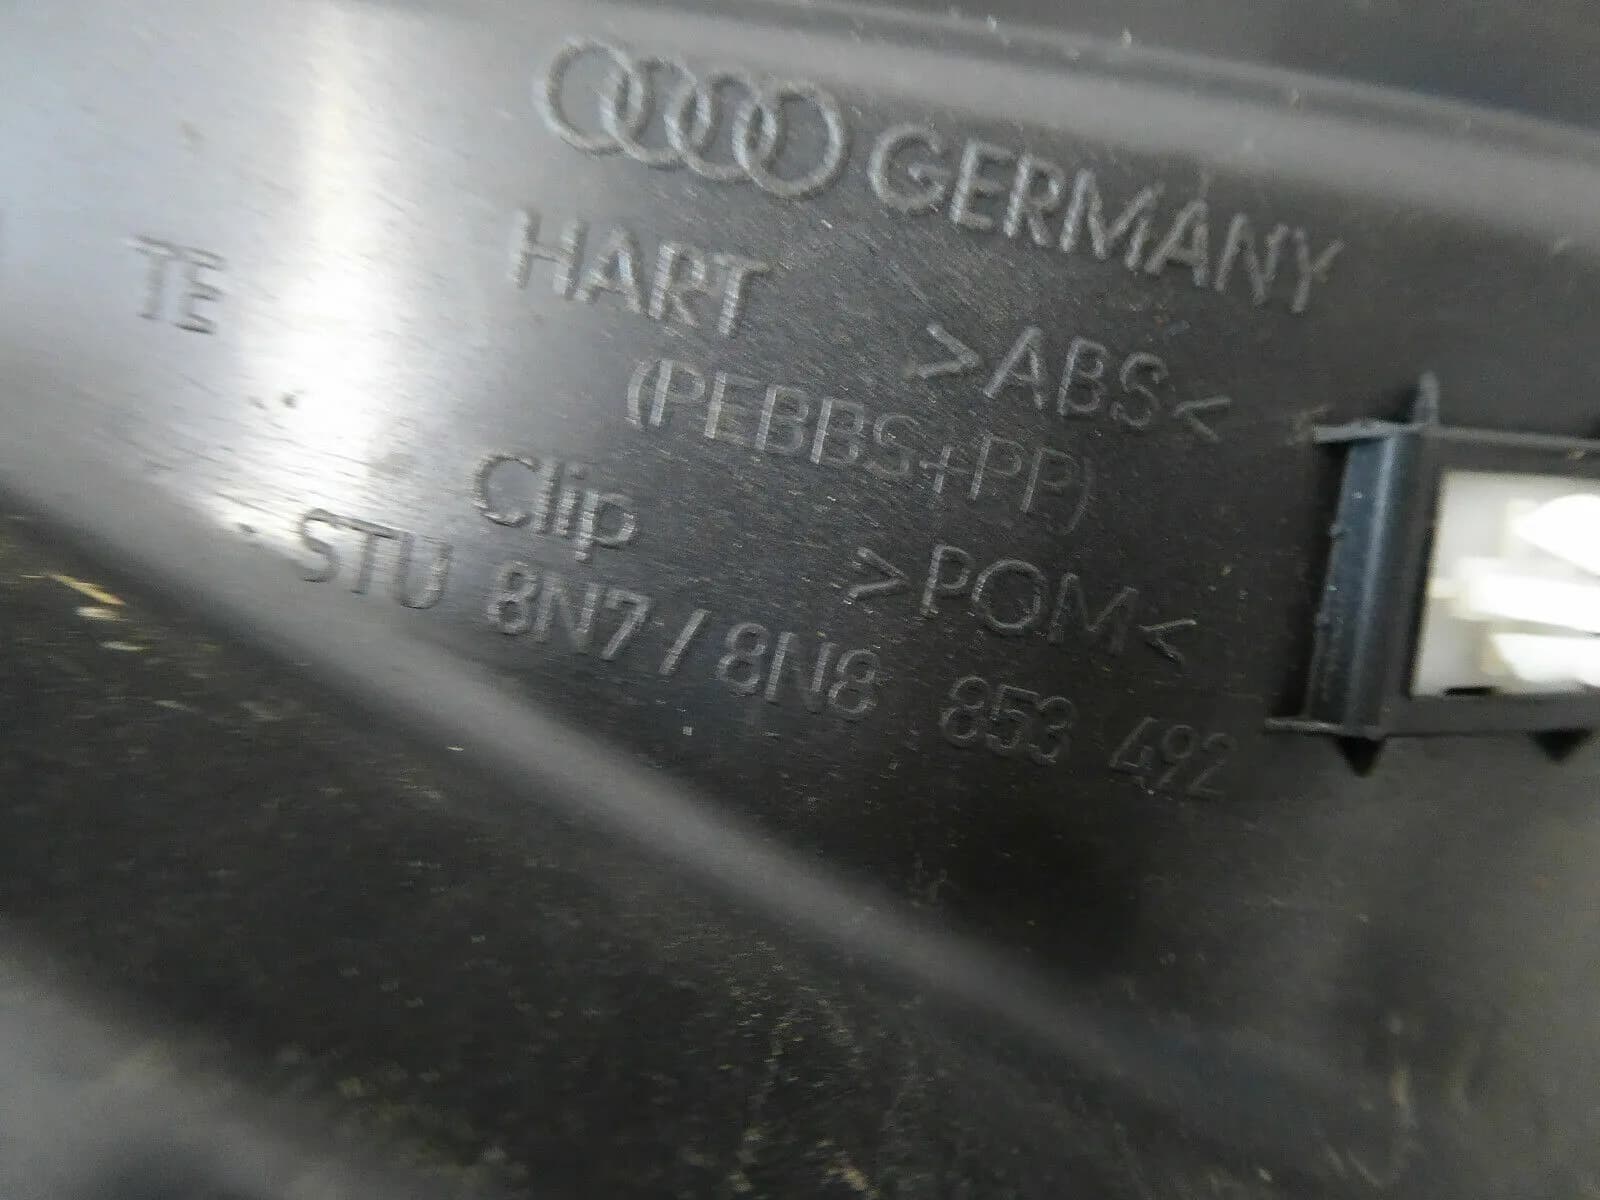 GERMANY
TE
HART >ABS<
(PEBBS+PP)
Clip >POM<
STU 8N7 / 8N8 853 492